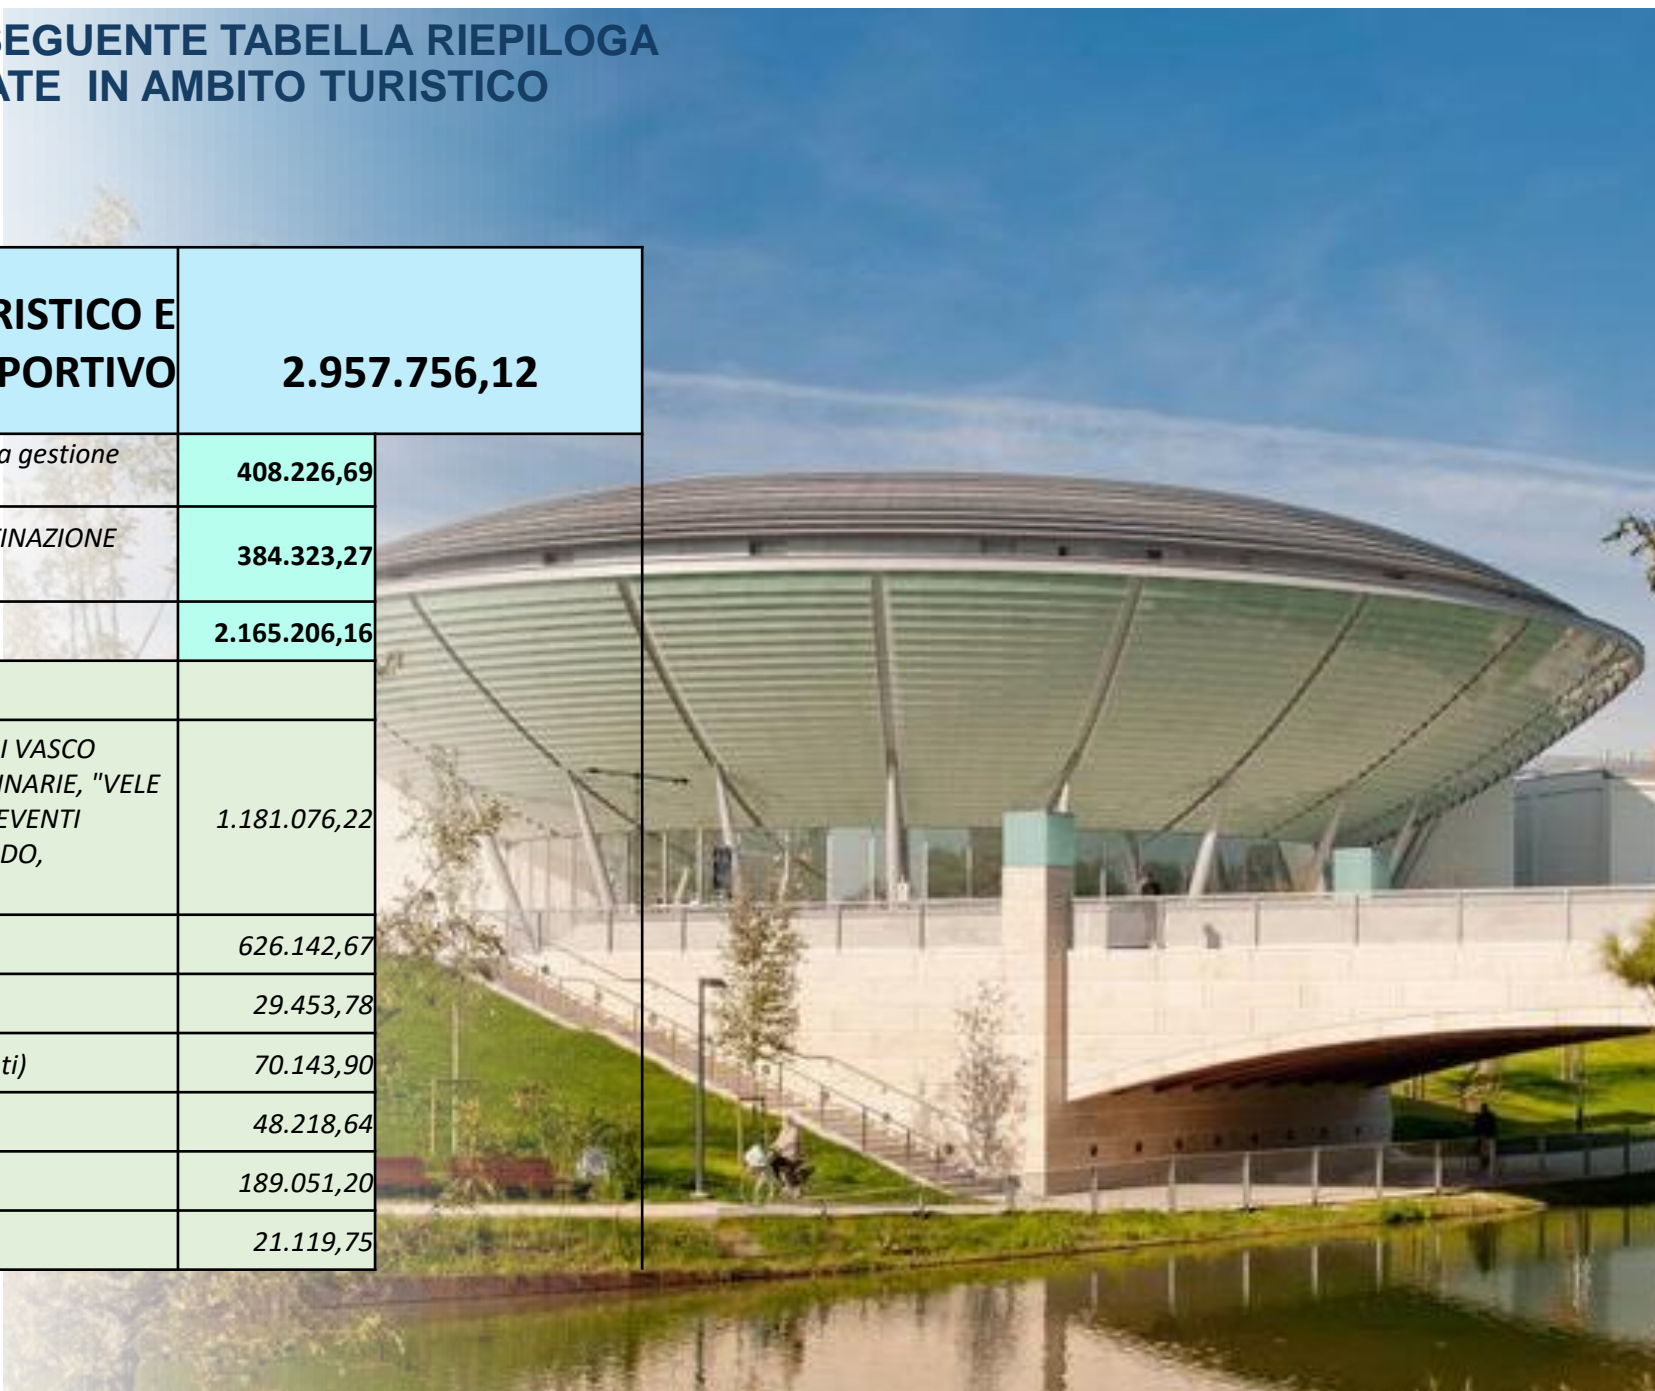 SEGUENTE TABELLA RIEPILOGA
ATE IN AMBITO TURISTICO
RISTICO E
PORTIVO
2.957.756,12
a gestione
408.226,69
TINAZIONE
384.323,27
2.165.206,16
I VASCO
INARIE, "VELE
EVENTI
DO,
1.181.076,22
626.142,67
29.453,78
ti)
70.143,90
48.218,64
189.051,20
21.119,75